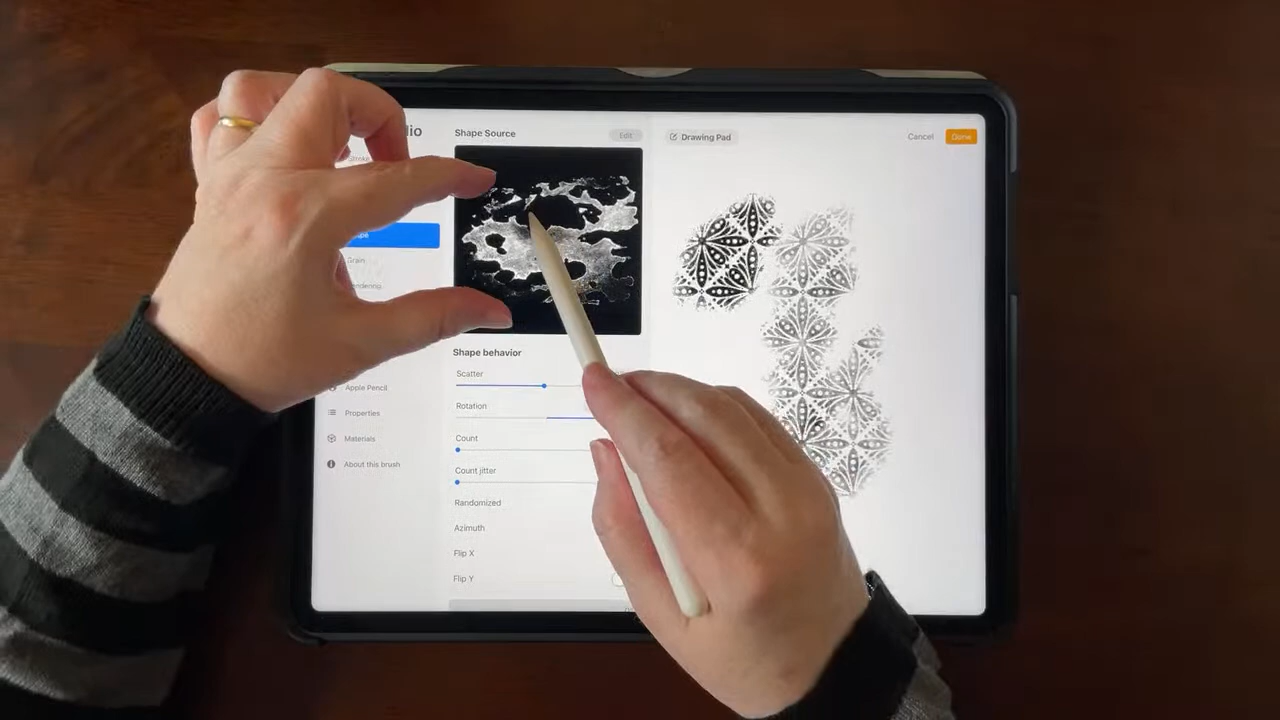 Shape Source
Edit
Drawing Pad
Cancel
Done
Grain
Shape behavior
Scatter
Apple Pencil
Rotation
Properties
Materials
Count
About this brush
Count jitter
Randomized
Azimuth
Flip X
Flip Y